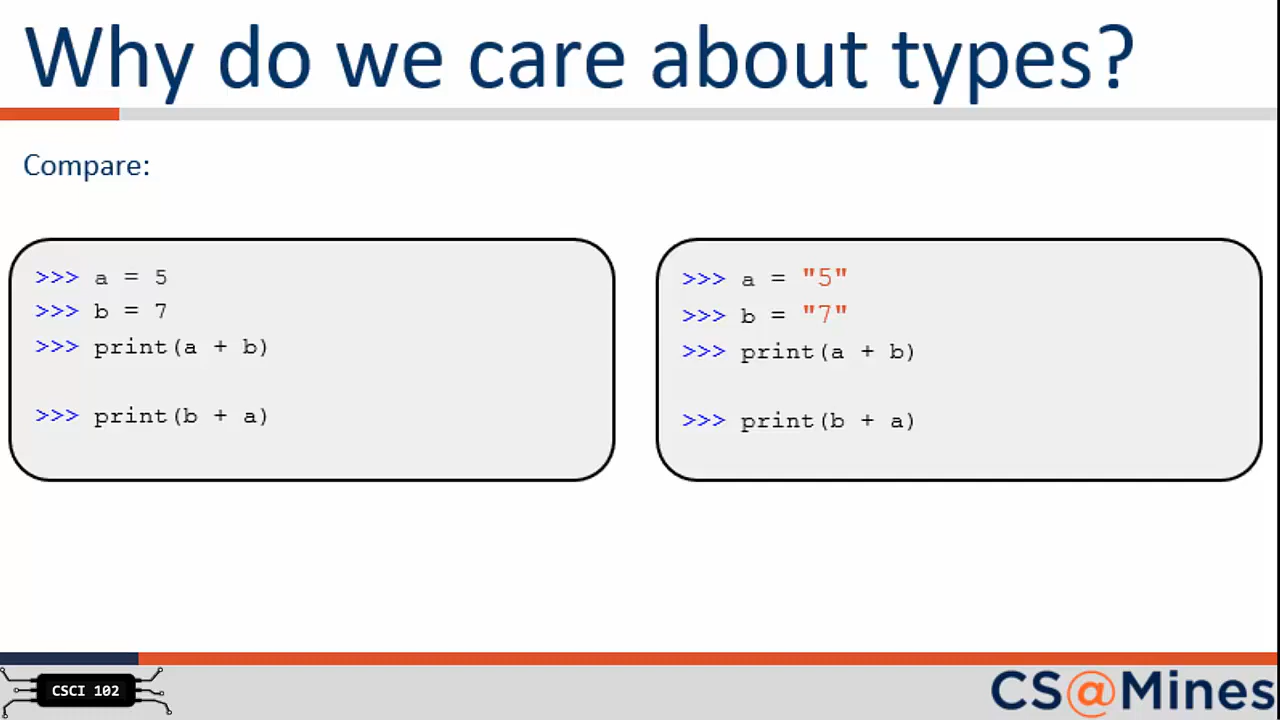 Why do we care about types?
Compare:
>>> a = 5
>>> b = 7
>>> print(a + b)
>>> print(b + a)
>>> a = "5"
>>> b = "7"
>>> print(a + b)
>>> print(b + a)
CSCI 102
CS@Mines